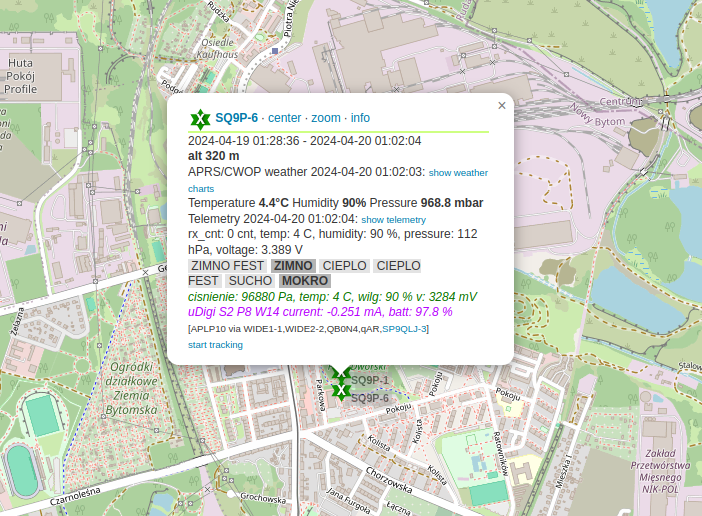 Rudzka
Piotra Nie
Osiedle
Kaufhaus
Huta
Pokój
Profile
Centrum
Nowy
Bytom
×
SQ9P-6 · center · zoom · info
2024-04-19 01:28:36 - 2024-04-20 01:02:04
alt 320 m
APRS/CWOP weather 2024-04-20 01:02:03: show weather
charts
Temperature 4.4°C Humidity 90% Pressure 968.8 mbar
Telemetry 2024-04-20 01:02:04: show telemetry
rx_cnt: 0 cnt, temp: 4 C, humidity: 90 %, pressure: 112
hPa, voltage: 3.389 V
ZIMNO FEST ZIMNO CIEPLO CIEPLO
FEST SUCHO MOKRO
cisnienie: 96880 Pa, temp: 4 C, wilg: 90 % v: 3284 mV
uDigi S2 P8 W14 current: -0.251 mA, batt: 97.8 %
[APLP10 via WIDE1-1,WIDE2-2,QB0N4,qAR,SP9QLJ-3]
start tracking
Żelazna
Ogrodki
działkowe
Ziemia
Bytomska
SQ9P-1
SQ9P-6
Parkowa
Pokoju
Pokoju
Pokoju
Stalow
Kolista
Kolista
Kolista
Ratowników
Mieszka I
Zakład
Przetwórstwa
Mięsnego
NIK-POL
Chorzowska
Czarnoleśna
Grochowska
Jana Furgoła
Łączna